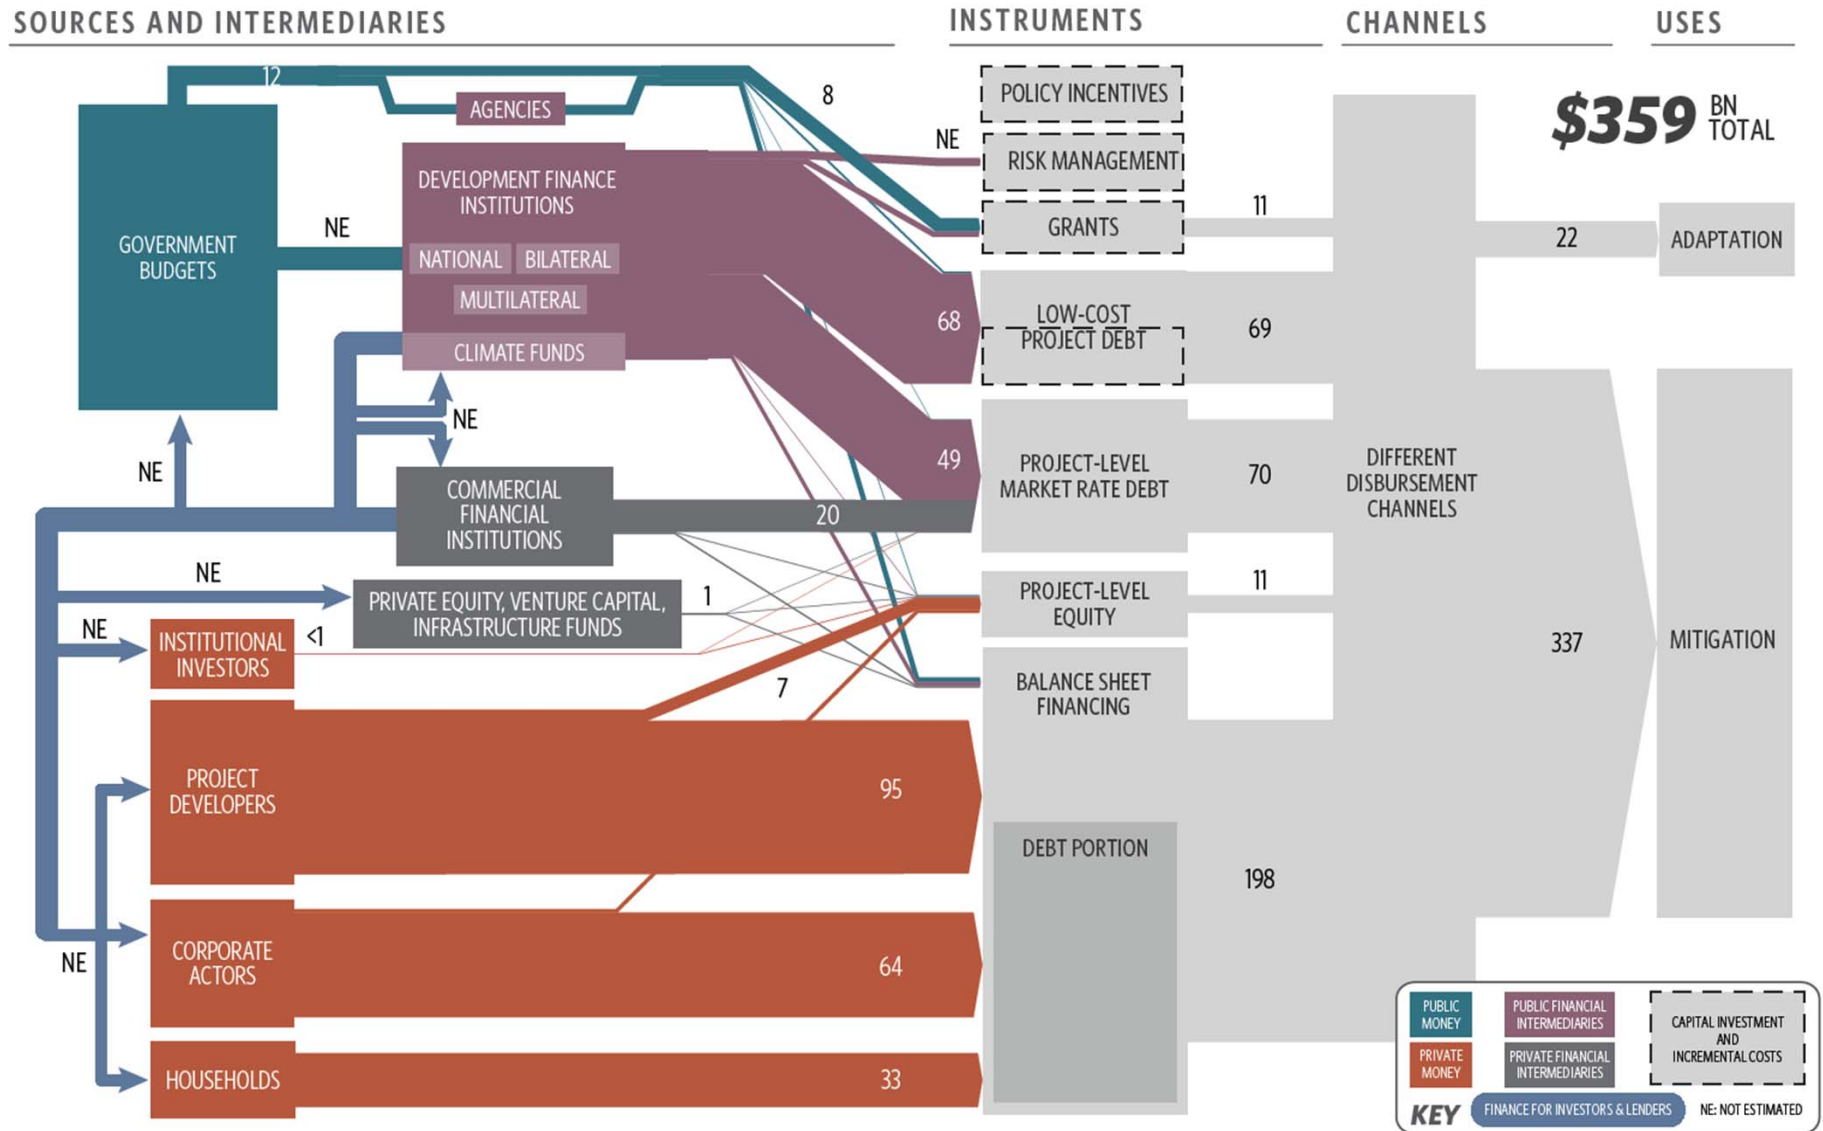 SOURCES AND INTERMEDIARIES
INSTRUMENTS
CHANNELS
USES
12
AGENCIES
8
POLICY INCENTIVES
$359 BN
TOTAL
NE
RISK MANAGEMENT
DEVELOPMENT FINANCE
INSTITUTIONS
GOVERNMENT
BUDGETS
NE
NATIONAL
BILATERAL
MULTILATERAL
CLIMATE FUNDS
GRANTS
11
22
ADAPTATION
68
LOW-COST
PROJECT DEBT
69
NE
NE
COMMERCIAL
FINANCIAL
INSTITUTIONS
20
49
PROJECT-LEVEL
MARKET RATE DEBT
70
DIFFERENT
DISBURSEMENT
CHANNELS
NE
PRIVATE EQUITY, VENTURE CAPITAL,
INFRASTRUCTURE FUNDS
1
PROJECT-LEVEL
EQUITY
11
NE
INSTITUTIONAL
INVESTORS
<1
7
BALANCE SHEET
FINANCING
337
MITIGATION
PROJECT
DEVELOPERS
95
DEBT PORTION
198
NE
CORPORATE
ACTORS
64
HOUSEHOLDS
33
PUBLIC
MONEY
PUBLIC FINANCIAL
INTERMEDIARIES
CAPITAL INVESTMENT
AND
INCREMENTAL COSTS
PRIVATE
MONEY
PRIVATE FINANCIAL
INTERMEDIARIES
KEY
FINANCE FOR INVESTORS & LENDERS
NE: NOT ESTIMATED